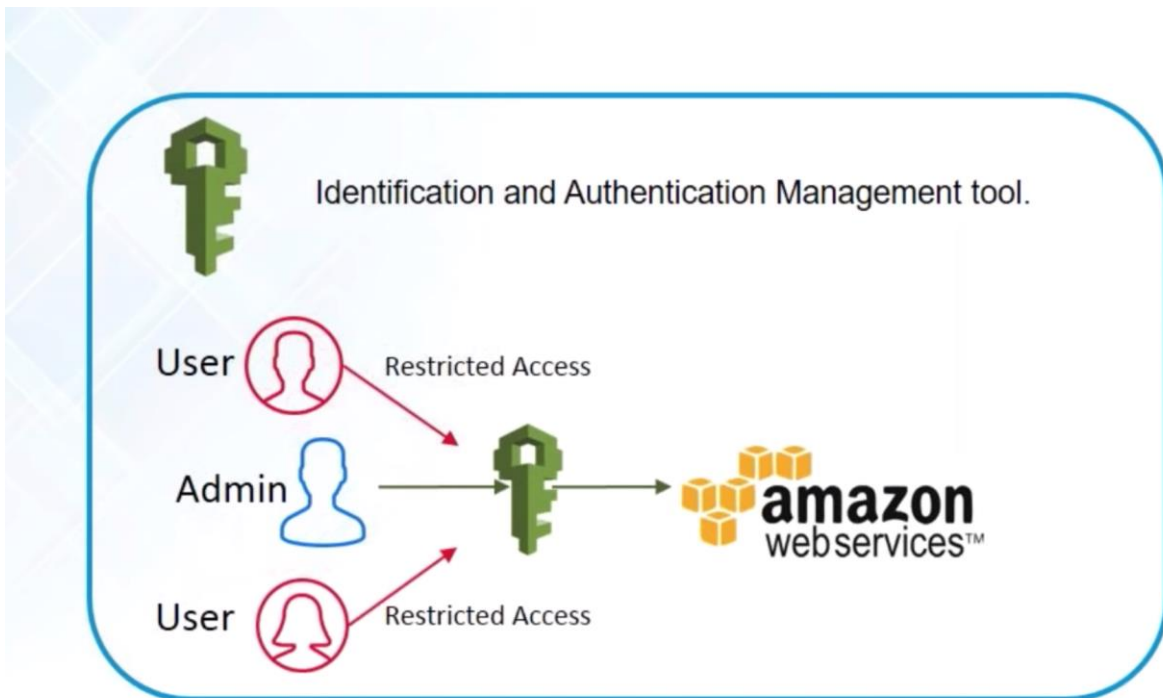 Identification and Authentication Management tool.
User
Restricted Access
Admin
amazon
webservices™
User
Restricted Access